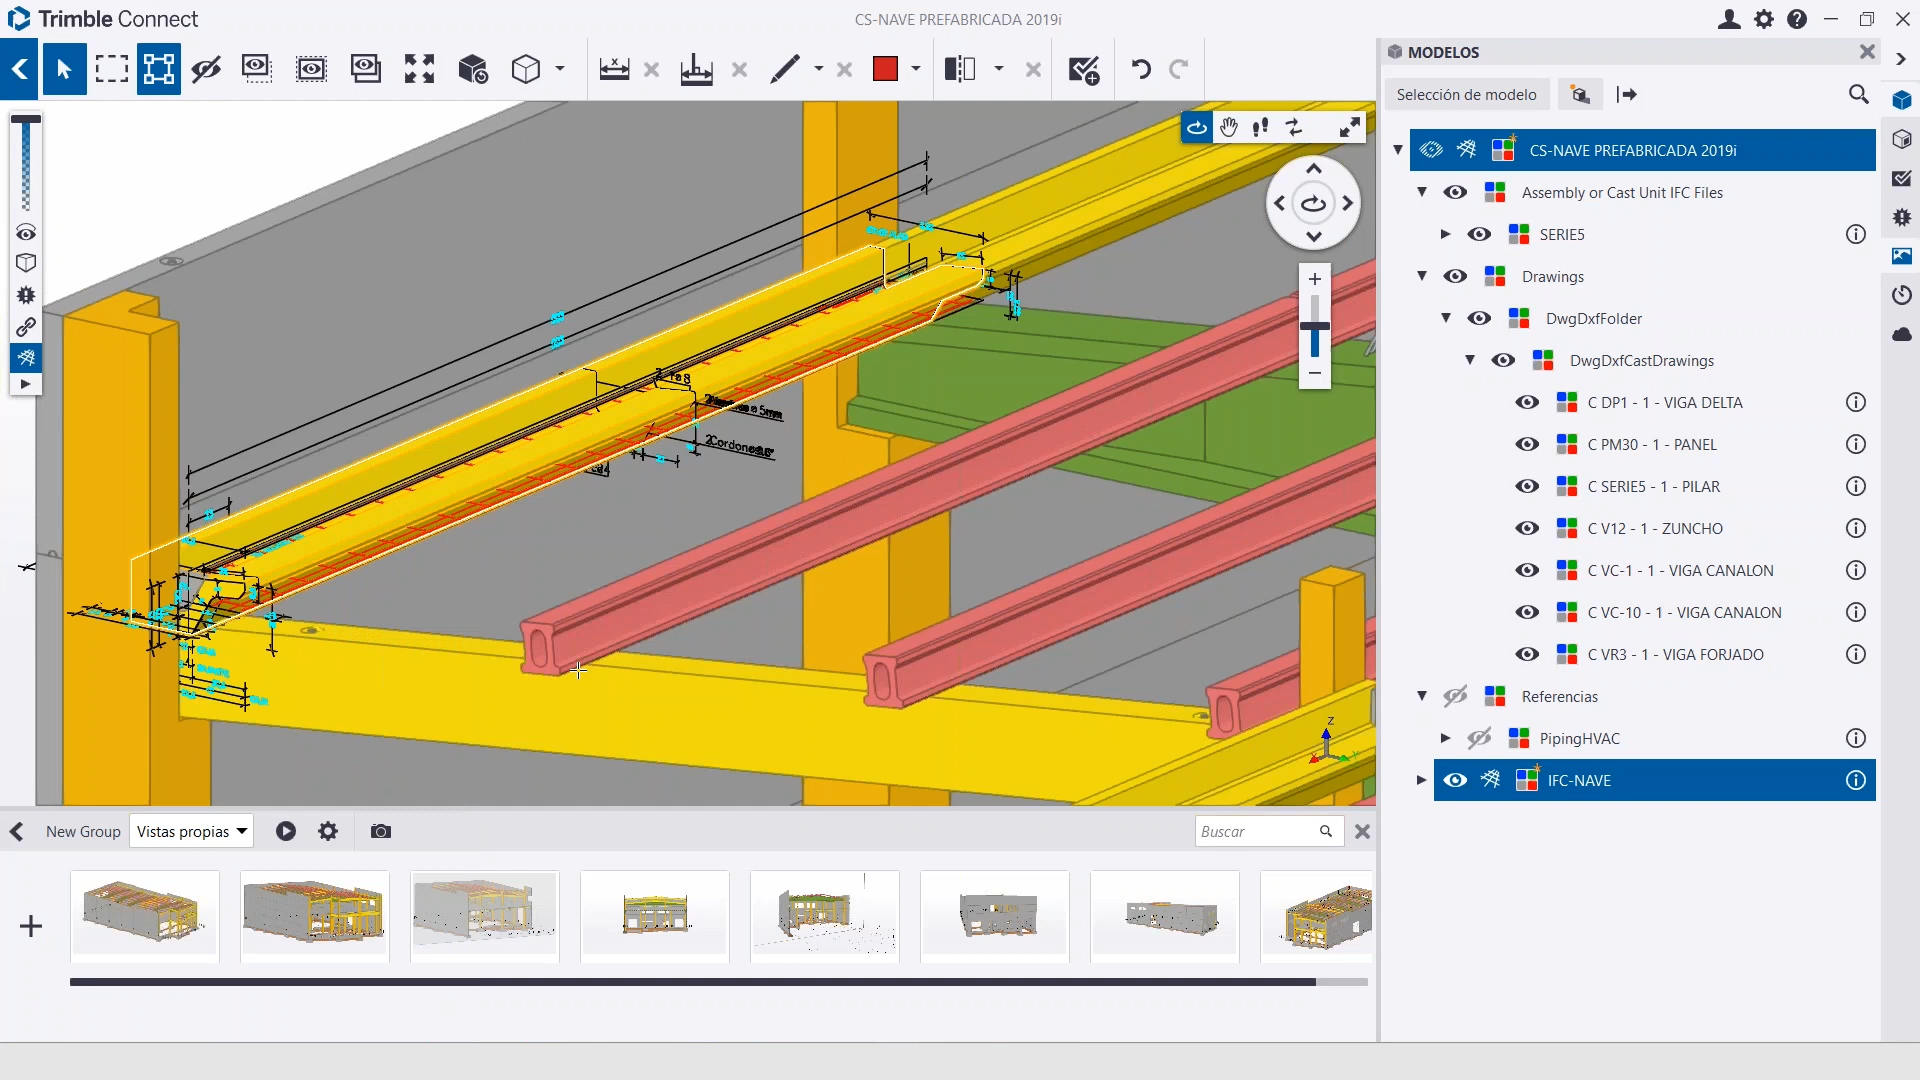 Trimble Connect
CS-NAVE PREFABRICADA 2019i
MODELOS
Selección de modelo
CS-NAVE PREFABRICADA 2019i
Assembly or Cast Unit IFC Files
SERIE5
Drawings
DwgDxfFolder
DwgDxfCastDrawings
C DP1 - 1 - VIGA DELTA
C PM30 - 1 - PANEL
C SERIE5 - 1 - PILAR
C V12 - 1 - ZUNCHO
C VC-1 - 1 - VIGA CANALON
C VC-10 - 1 - VIGA CANALON
C VR3 - 1 - VIGA FORJADO
Referencias
PipingHVAC
IFC-NAVE
Z
New Group
Vistas propias
Buscar